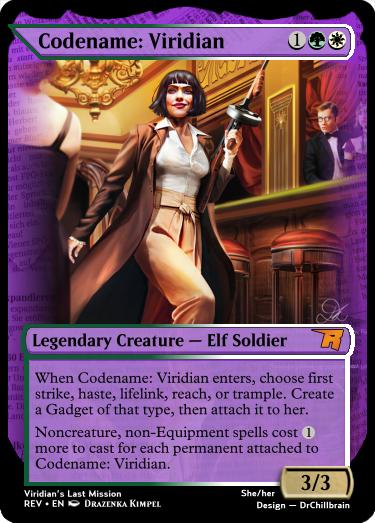 Codename: Viridian 1
Legendary Creature — Elf Soldier
When Codename: Viridian enters, choose first
strike, haste, lifelink, reach, or trample. Create
a Gadget of that type, then attach it to her.
Noncreature, non-Equipment spells cost 1
more to cast for each permanent attached to
Codename: Viridian.
3/3
Viridian's Last Mission She/her
REV • EN Drazenka Kimpel Design — DrChillbrain